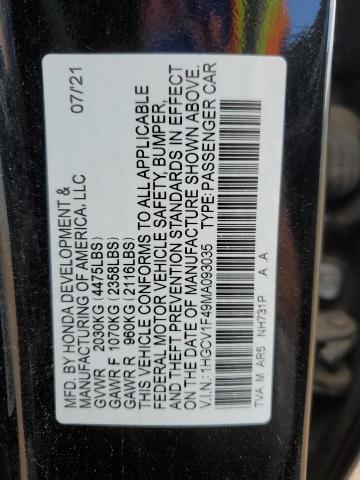 MFD. BY HONDA DEVELOPMENT & 07/21
MANUFACTURING OF AMERICA, LLC
GVWR 2030KG (4475LBS)
GAWR F 1070KG (2358LBS)
GAWR R 960KG (2116LBS)
THIS VEHICLE CONFORMS TO ALL APPLICABLE
FEDERAL MOTOR VEHICLE SAFETY, BUMPER,
AND THEFT PREVENTION STANDARDS IN EFFECT
ON THE DATE OF MANUFACTURE SHOWN ABOVE.
V.I.N.: 1HGCV1F49MA093035 TYPE: PASSENGER CAR
TVA M AR5 NH731P A A